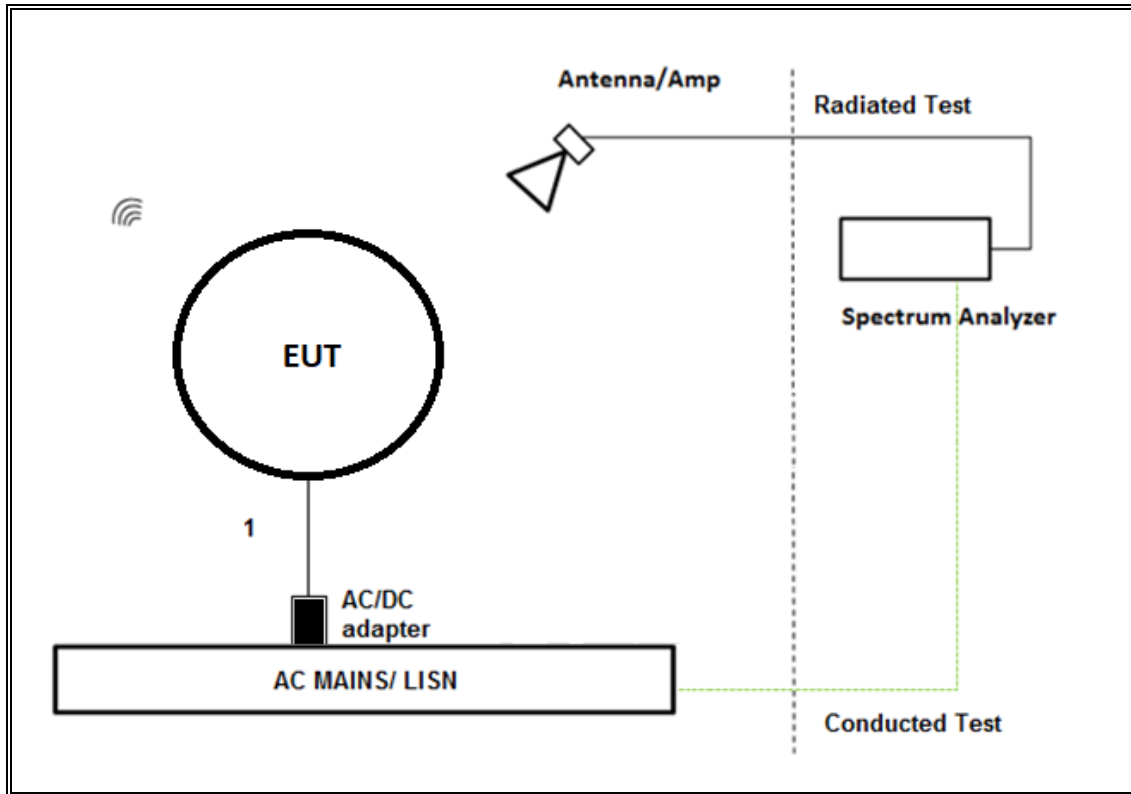 Antenna/Amp
Radiated Test
EUT
Spectrum Analyzer
1
AC/DC
adapter
AC MAINS/ LISN
Conducted Test